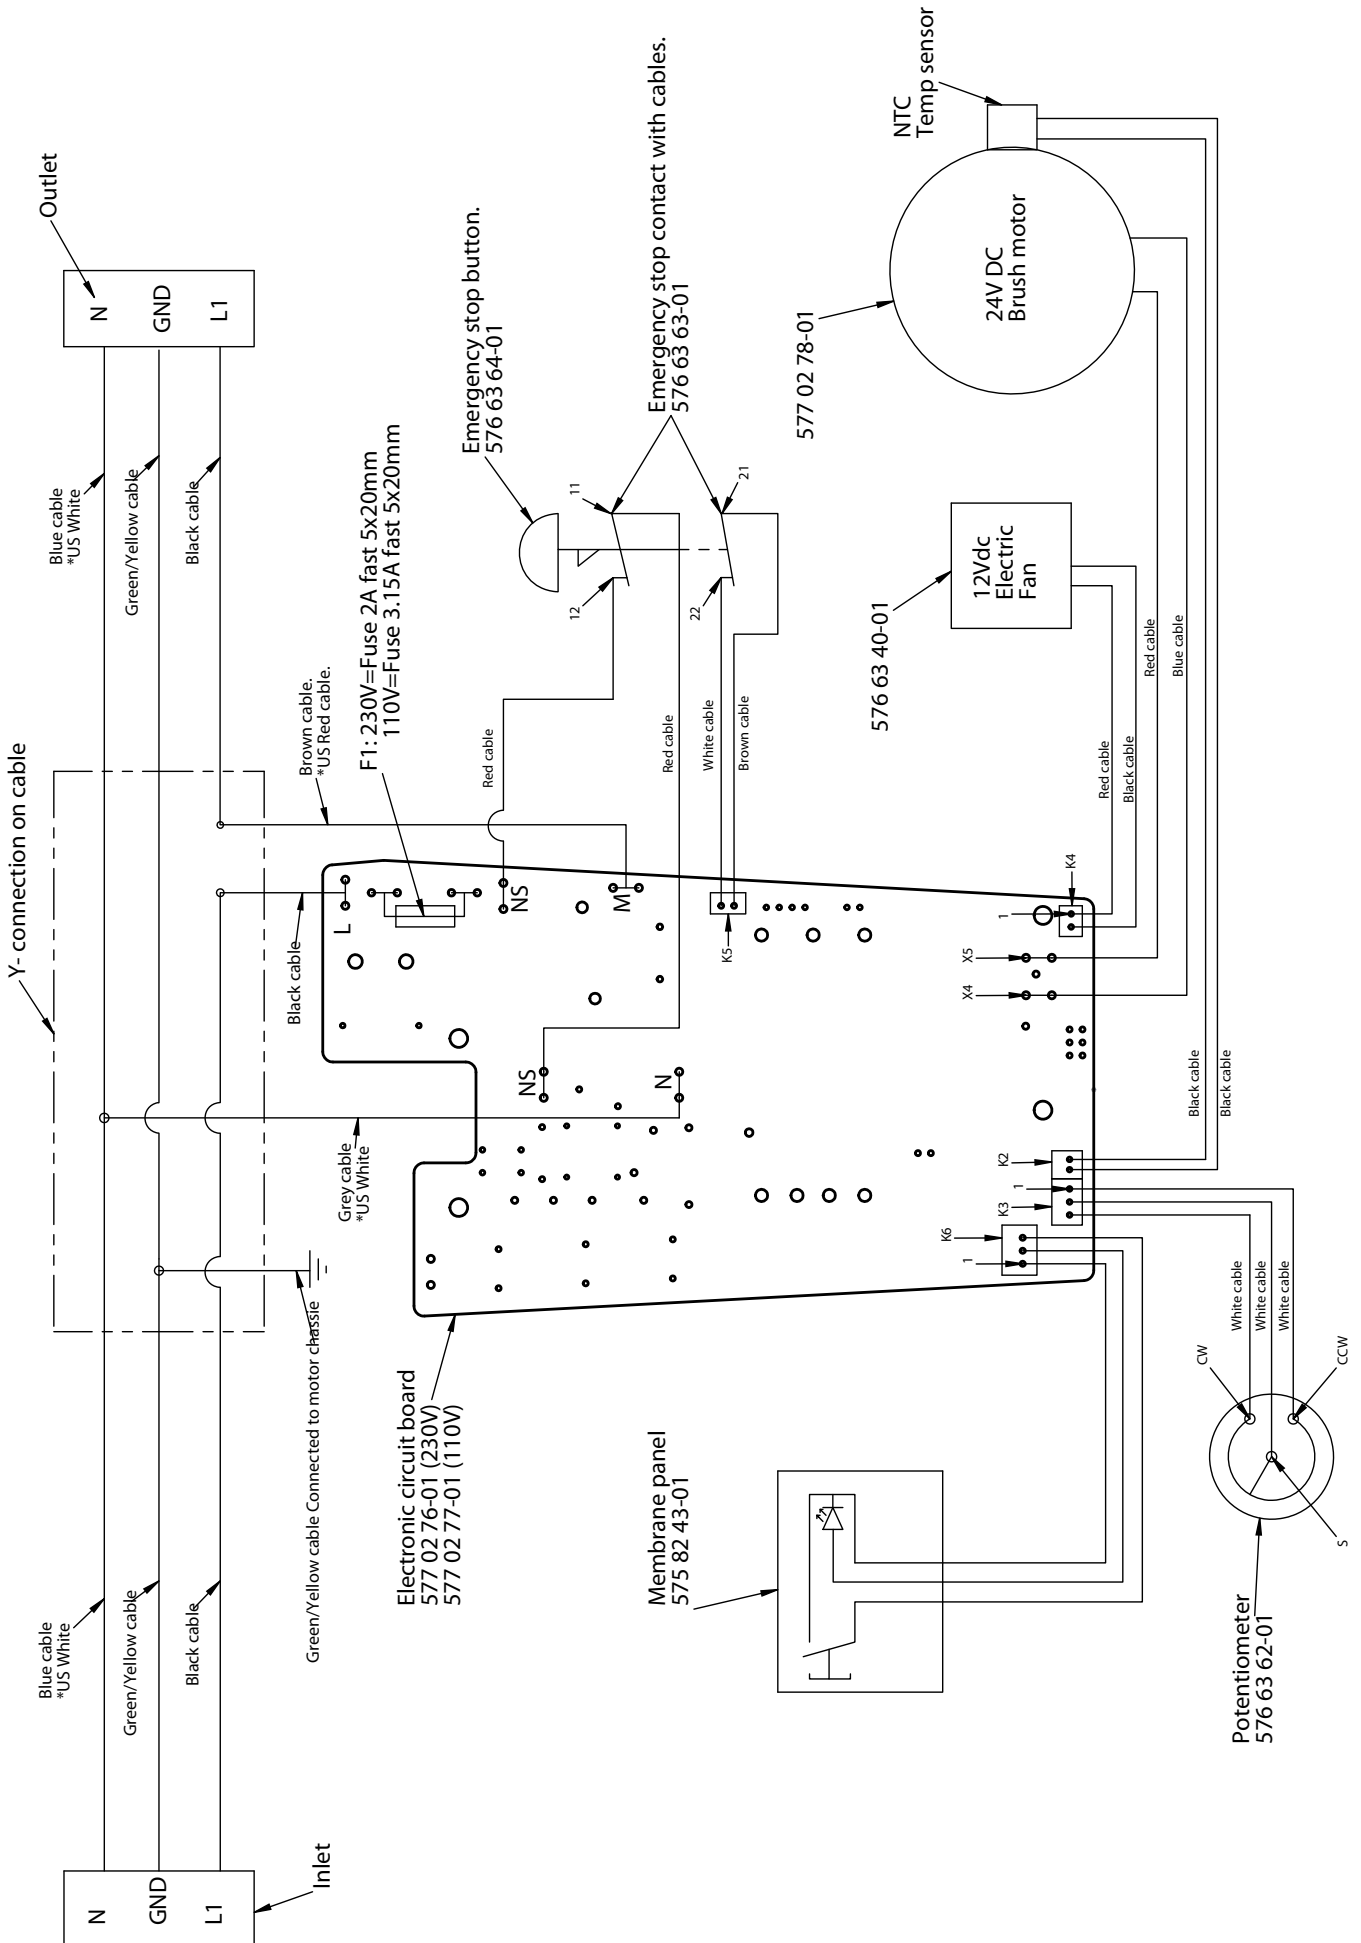 Y- connection on cable
Inlet
N
GND
L1
Outlet
N
GND
L1
Blue cable
*US White
Green/Yellow cable
Black cable
Blue cable
*US White
Green/Yellow cable
Black cable
Green/Yellow cable Connected to motor chassie
Grey cable
*US White
Black cable
Brown cable.
*US Red cable.
F1: 230V=Fuse 2A fast 5x20mm
110V=Fuse 3.15A fast 5x20mm
Emergency stop button.
576 63 64-01
Emergency stop contact with cables.
576 63 63-01
11
12
21
22
Red cable
Red cable
White cable
Brown cable
L
NS
M
NS
N
K5
Electronic circuit board
577 02 76-01 (230V)
577 02 77-01 (110V)
Membrane panel
575 82 43-01
K6
1
K3
1
K2
X4
X5
1
K4
576 63 40-01
12Vdc
Electric
Fan
577 02 78-01
24V DC
Brush motor
NTC
Temp sensor
Red cable
Black cable
Red cable
Blue cable
Black cable
Black cable
White cable
White cable
White cable
CW
CCW
S
Potentiometer
576 63 62-01